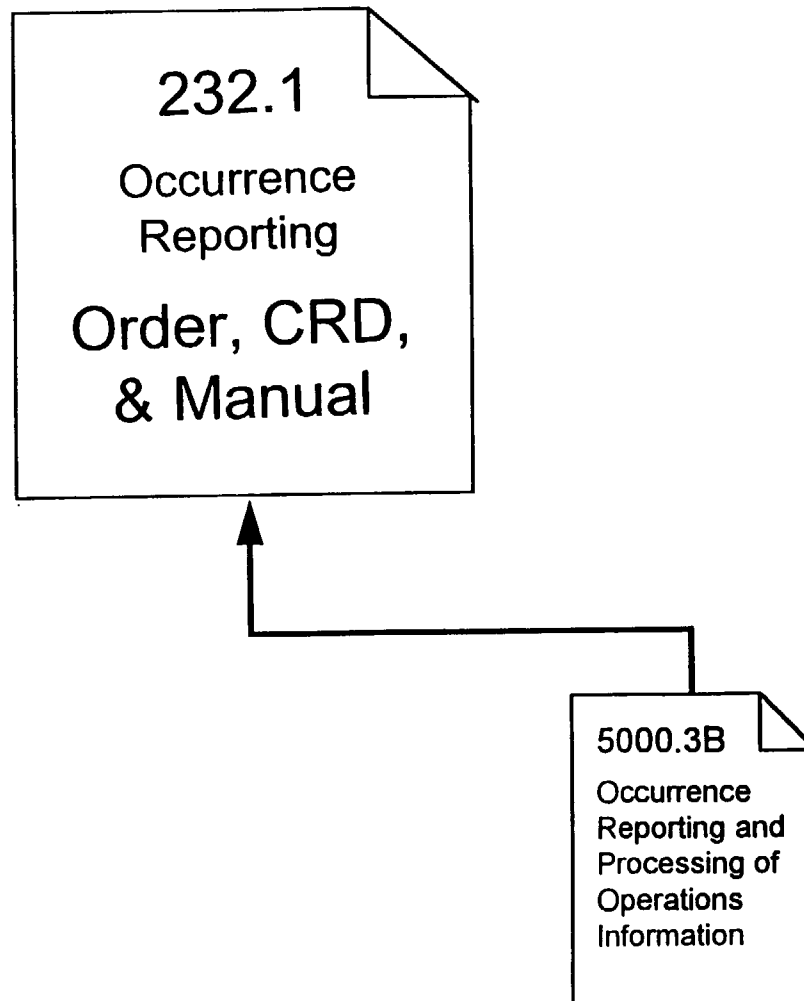 232.1
Occurrence
Reporting
Order, CRD,
& Manual
5000.3B
Occurrence
Reporting and
Processing of
Operations
Information